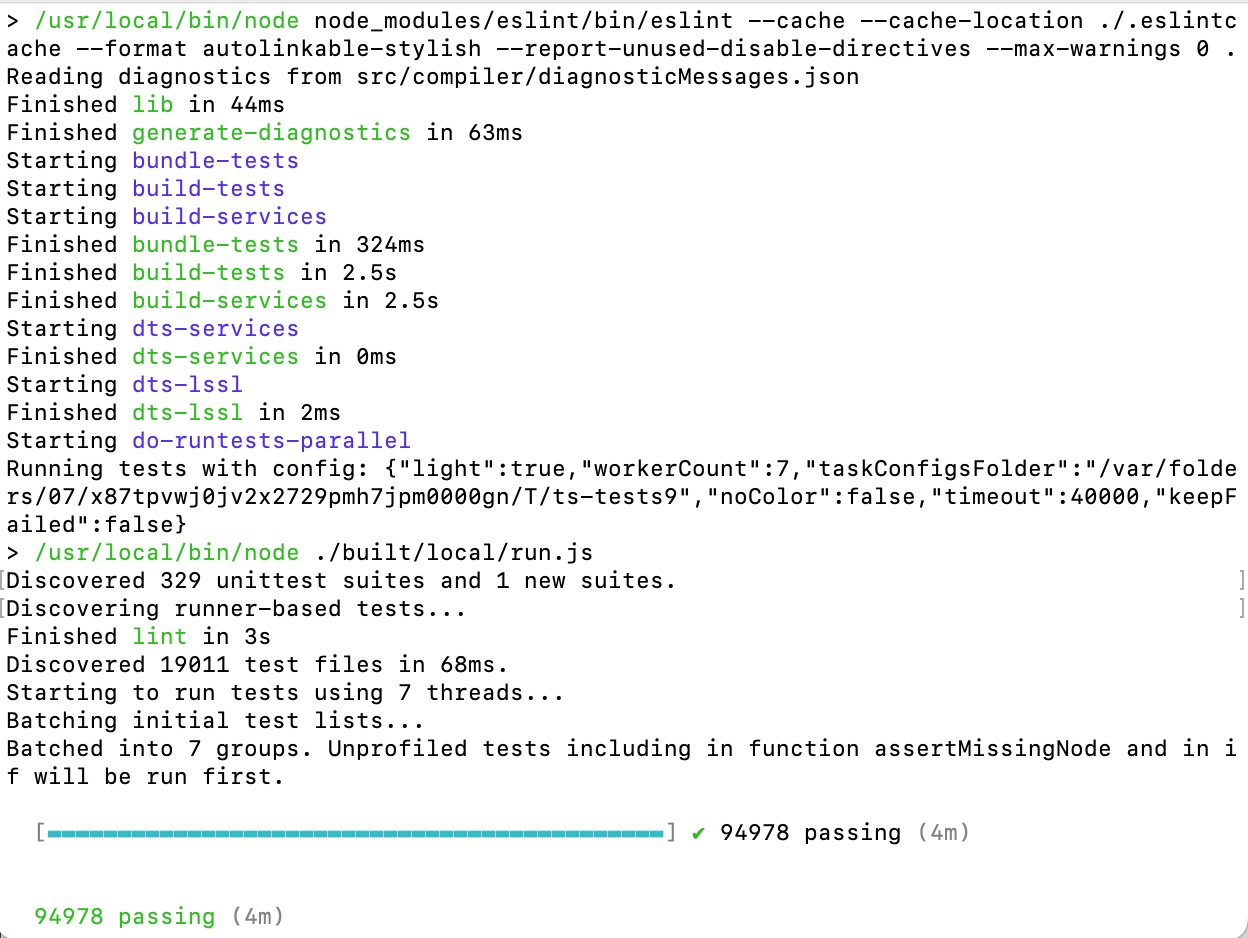 > /usr/local/bin/node node_modules/eslint/bin/eslint --cache --cache-location ./.eslintc
ache --format autolinkable-stylish --report-unused-disable-directives --max-warnings 0 .
Reading diagnostics from src/compiler/diagnosticMessages.json
Finished lib in 44ms
Finished generate-diagnostics in 63ms
Starting bundle-tests
Starting build-tests
Starting build-services
Finished bundle-tests in 324ms
Finished build-tests in 2.5s
Finished build-services in 2.5s
Starting dts-services
Finished dts-services in 0ms
Starting dts-lssl
Finished dts-lssl in 2ms
Starting do-runtests-parallel
Running tests with config: {"light":true,"workerCount":7,"taskConfigsFolder":"/var/folde
rs/07/x87tpvwj0jv2x2729pmh7jpm0000gn/T/ts-tests9","noColor":false,"timeout":40000,"keepF
ailed":false}
> /usr/local/bin/node ./built/local/run.js
[Discovered 329 unittest suites and 1 new suites. ]
[Discovering runner-based tests... ]
Finished lint in 3s
Discovered 19011 test files in 68ms.
Starting to run tests using 7 threads...
Batching initial test lists...
Batched into 7 groups. Unprofiled tests including in function assertMissingNode and in i
f will be run first.
[] ✔ 94978 passing (4m)
94978 passing (4m)